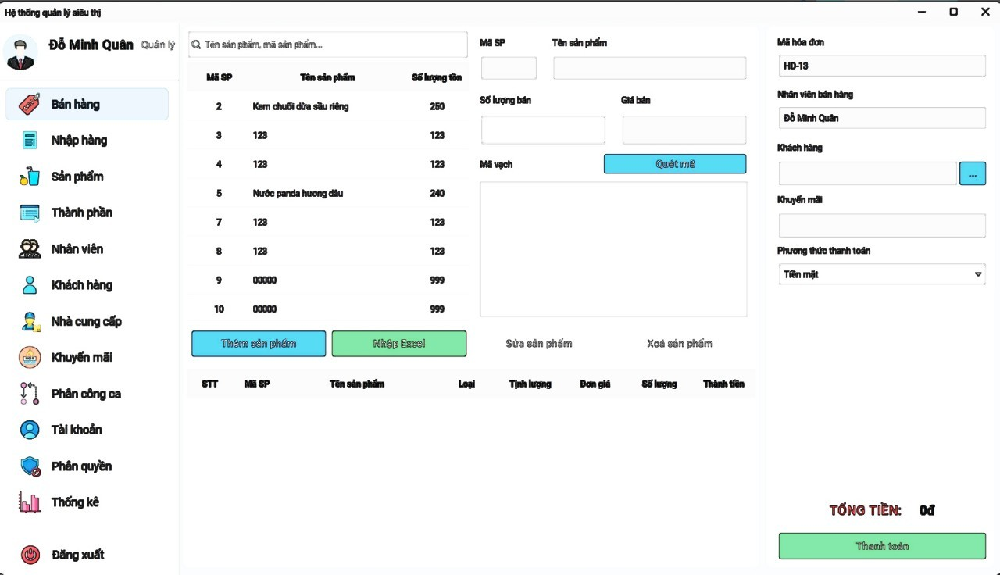 Hệ thống quản lý siêu thị
Đỗ Minh Quân Quản lý
Bán hàng
Nhập hàng
Sản phẩm
Thành phần
Nhân viên
Khách hàng
Nhà cung cấp
Khuyến mãi
Phân công ca
Tài khoản
Phân quyền
Thống kê
Đăng xuất
Tên sản phẩm, mã sản phẩm...
Mã SP Tên sản phẩm Số lượng tồn
2 Kem chuối dừa sầu riêng 250
3 123 123
4 123 123
5 Nước panda hương dâu 240
7 123 123
8 123 123
9 00000 999
10 00000 999
Thêm sản phẩm Nhập Excel
Mã SP Tên sản phẩm
Số lượng bán Giá bán
Mã vạch Quét mã
Sửa sản phẩm Xoá sản phẩm
STT Mã SP Tên sản phẩm Loại Tịnh lượng Đơn giá Số lượng Thành tiền
Mã hóa đơn
HD-13
Nhân viên bán hàng
Đỗ Minh Quân
Khách hàng
...
Khuyến mãi
Phương thức thanh toán
Tiền mặt
TỔNG TIỀN: 0đ
Thanh toán